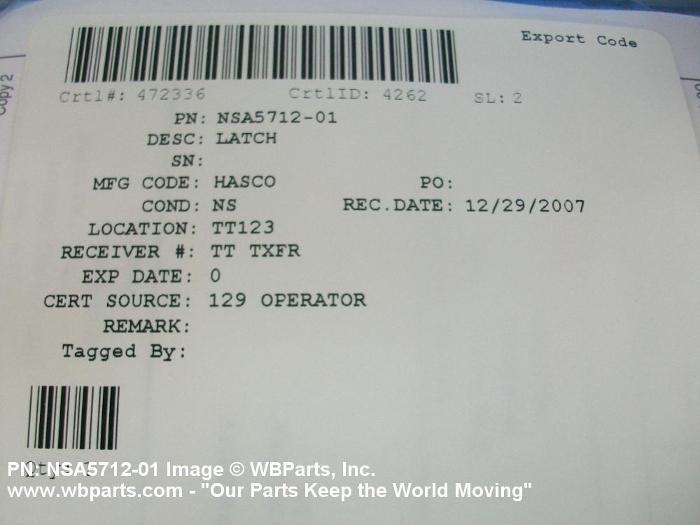 Export Code
Crtl#: 472336 CrtlID: 4262 SL: 2
PN: NSA5712-01
DESC: LATCH
SN:
MFG CODE: HASCO PO:
COND: NS REC.DATE: 12/29/2007
LOCATION: TT123
RECEIVER #: TT TXFR
EXP DATE: 0
CERT SOURCE: 129 OPERATOR
REMARK:
Tagged By:
PN: NSA5712-01 Image © WBParts, Inc.
www.wbparts.com - "Our Parts Keep the World Moving"
Copy 2